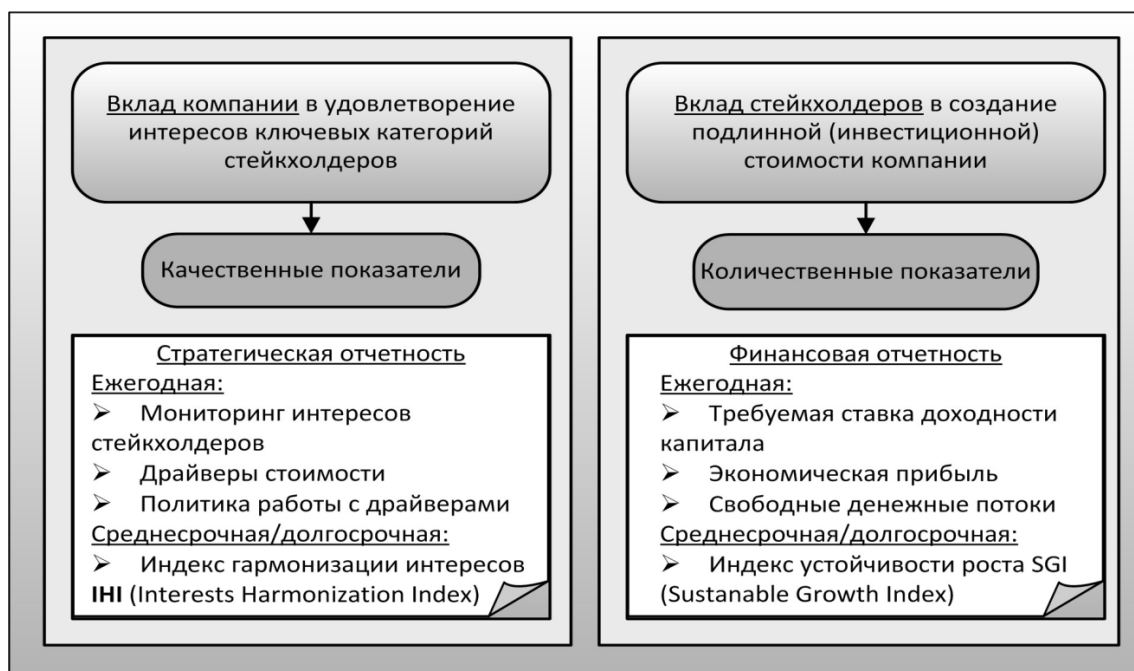 Вклад компании в удовлетворение
интересов ключевых категорий
стейкхолдеров
Качественные показатели
Стратегическая отчетность
Ежегодная:
➢ Мониторинг интересов
стейкхолдеров
➢ Драйверы стоимости
➢ Политика работы с драйверами
Среднесрочная/долгосрочная:
➢ Индекс гармонизации интересов
IHI (Interests Harmonization Index)
Вклад стейкхолдеров в создание
подлинной (инвестиционной)
стоимости компании
Количественные показатели
Финансовая отчетность
Ежегодная:
➢ Требуемая ставка доходности
капитала
➢ Экономическая прибыль
➢ Свободные денежные потоки
Среднесрочная/долгосрочная:
➢ Индекс устойчивости роста SGI
(Sustanable Growth Index)